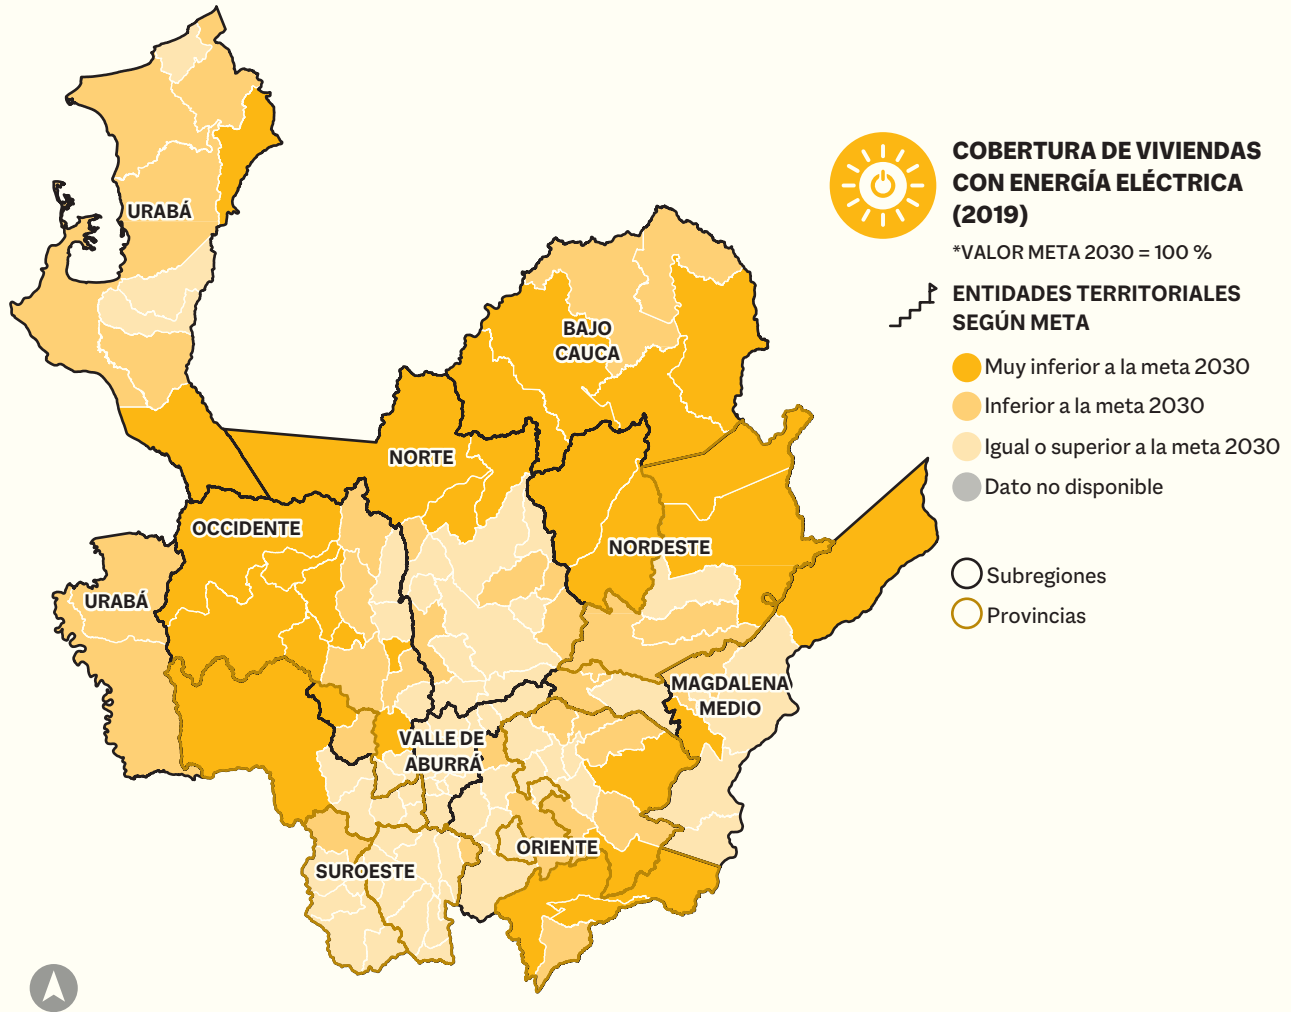 COBERTURA DE VIVIENDAS
CON ENERGÍA ELÉCTRICA
(2019)
*VALOR META 2030 = 100 %
ENTIDADES TERRITORIALES
SEGÚN META
Muy inferior a la meta 2030
Inferior a la meta 2030
Igual o superior a la meta 2030
Dato no disponible
Subregiones
Provincias
URABÁ
BAJO
CAUCA
NORTE
OCCIDENTE
NORDESTE
URABÁ
MAGDALENA
MEDIO
VALLE DE
ABURRÁ
ORIENTE
SUROESTE